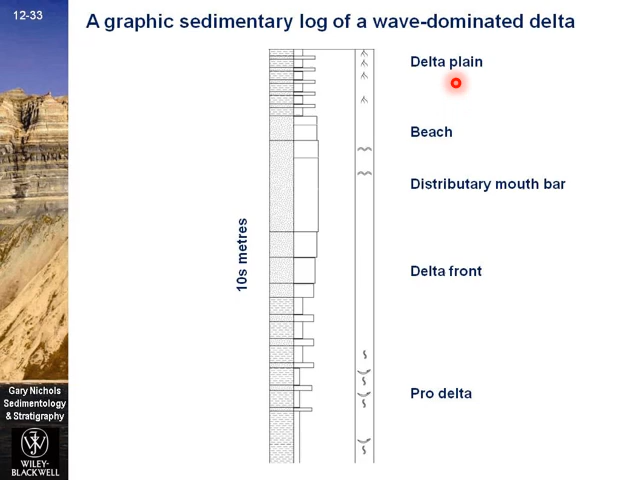 12-33
A graphic sedimentary log of a wave-dominated delta
Delta plain
Beach
Distributary mouth bar
10s metres
Delta front
Pro delta
Gary Nichols
Sedimentology
& Stratigraphy
WILEY-
BLACKWELL